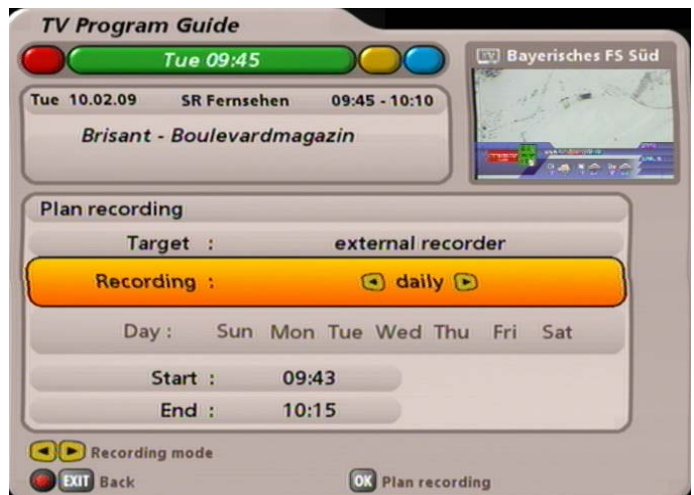 TV Program Guide
Tue 09:45
TV Bayerisches FS Süd
Tue 10.02.09 SR Fernsehen 09:45 - 10:10
Brisant - Boulevardmagazin
Plan recording
Target : external recorder
Recording : daily
Day : Sun Mon Tue Wed Thu Fri Sat
Start : 09:43
End : 10:15
Recording mode
EXIT Back
OK Plan recording